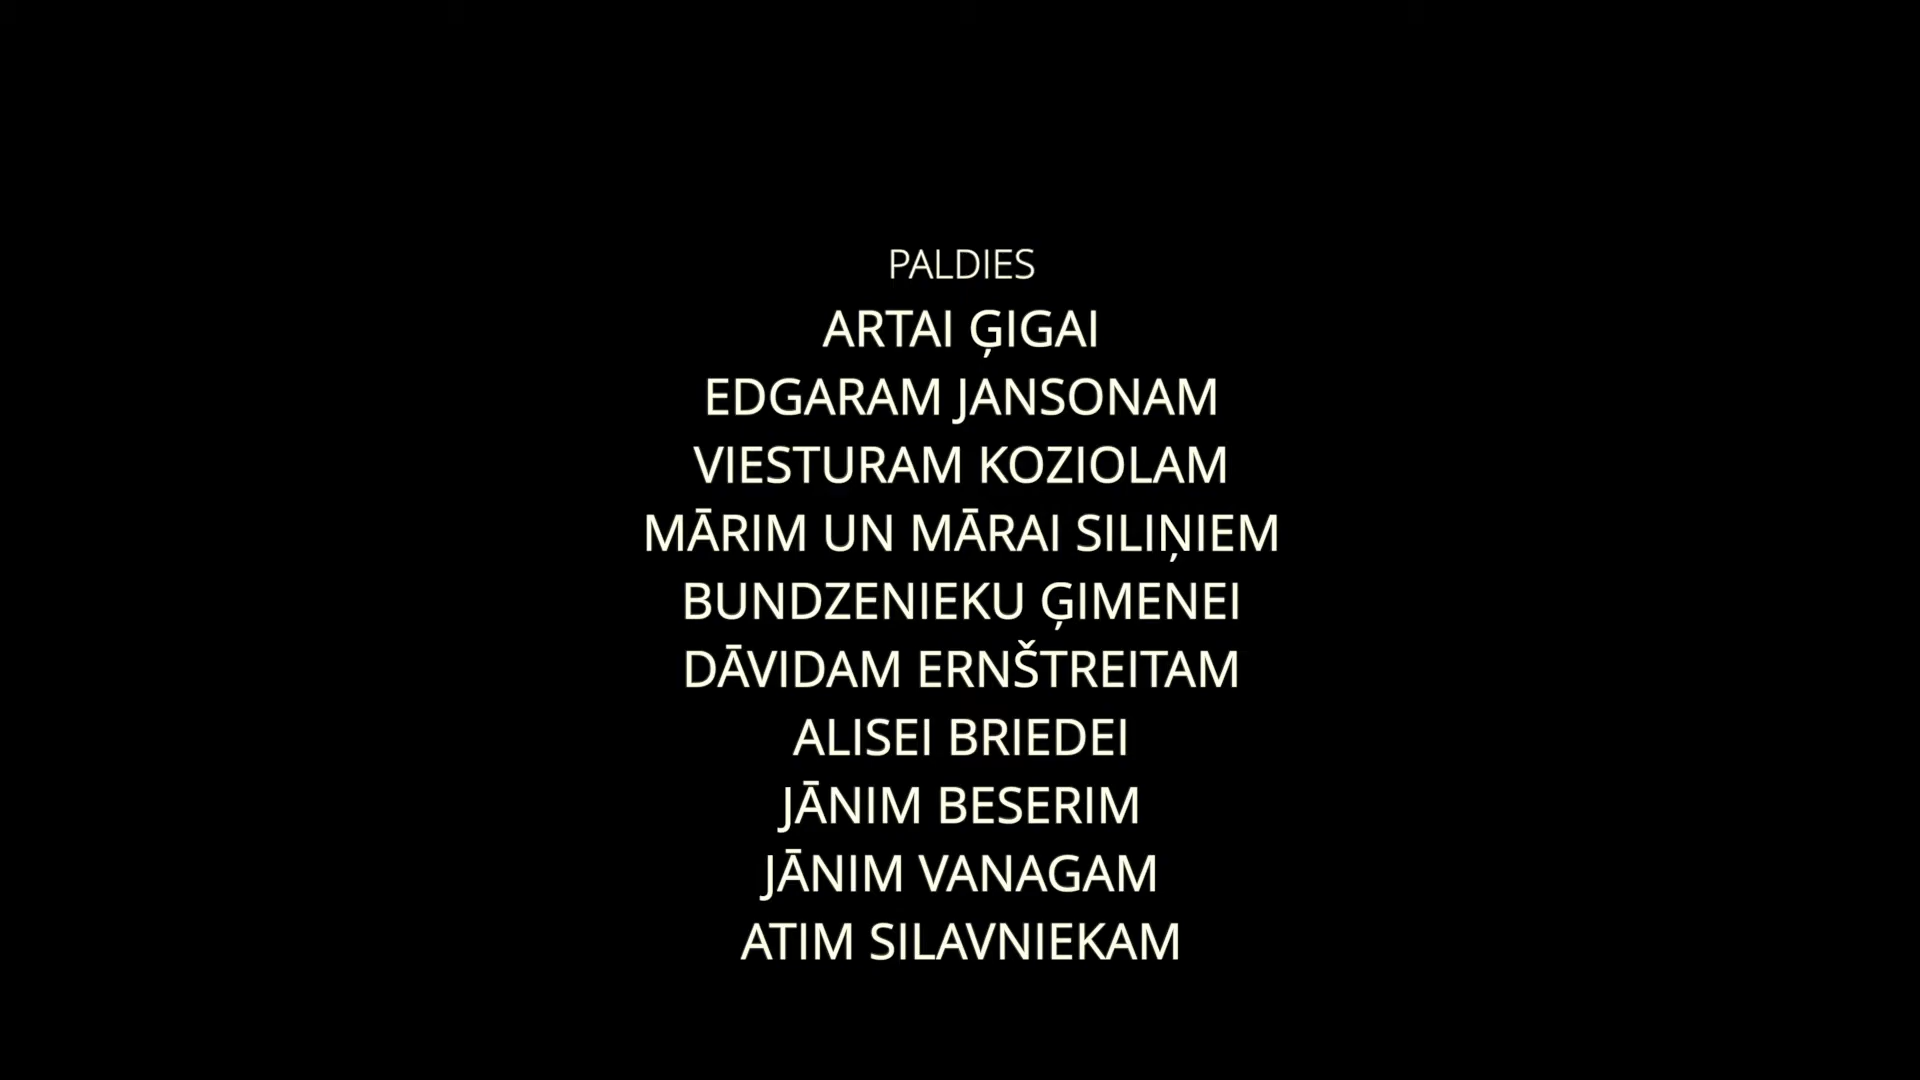 PALDIES
ARTAI ĢIGAI
EDGARAM JANSONAM
VIESTURAM KOZIOLAM
MĀRIM UN MĀRAI SILIŅIEM
BUNDZENIEKU ĢIMENEI
DĀVIDAM ERNŠTREITAM
ALISEI BRIEDEI
JĀNIM BESERIM
JĀNIM VANAGAM
ATIM SILAVNIEKAM